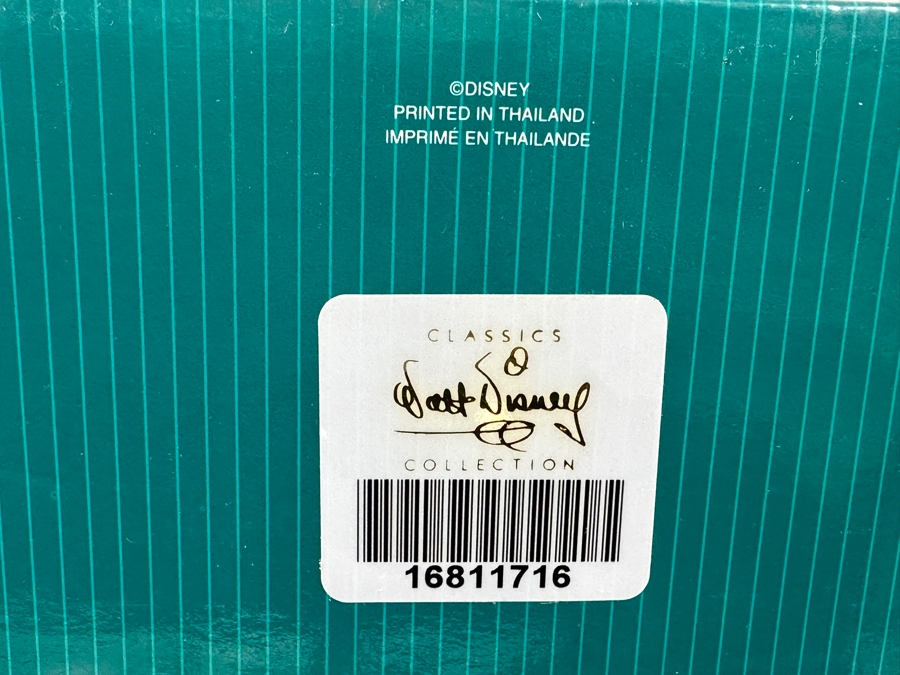 ©DISNEY
PRINTED IN THAILAND
IMPRIMÉ EN THAILANDE
CLASSICS
Walt Disney
COLLECTION
16811716